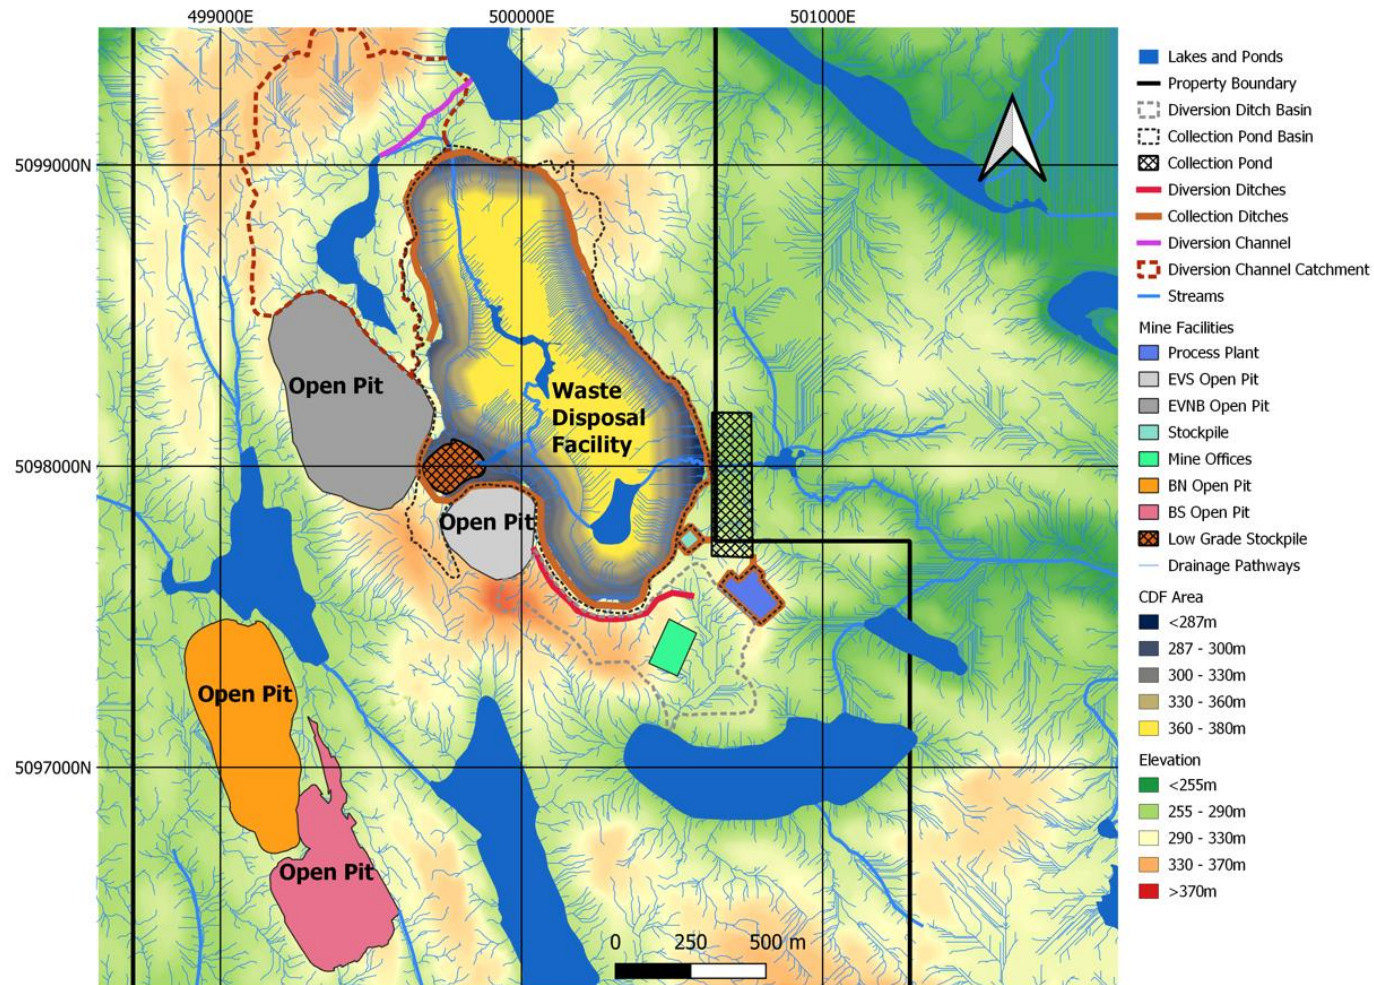 499000E
500000E
501000E
5099000N
5098000N
5097000N
Open Pit
Waste
Disposal
Facility
Open Pit
Open Pit
Open Pit
0 250 500 m
Lakes and Ponds
Property Boundary
Diversion Ditch Basin
Collection Pond Basin
Collection Pond
Diversion Ditches
Collection Ditches
Diversion Channel
Diversion Channel Catchment
Streams
Mine Facilities
Process Plant
EVS Open Pit
EVNB Open Pit
Stockpile
Mine Offices
BN Open Pit
BS Open Pit
Low Grade Stockpile
Drainage Pathways
CDF Area
<287m
287 - 300m
300 - 330m
330 - 360m
360 - 380m
Elevation
<255m
255 - 290m
290 - 330m
330 - 370m
>370m